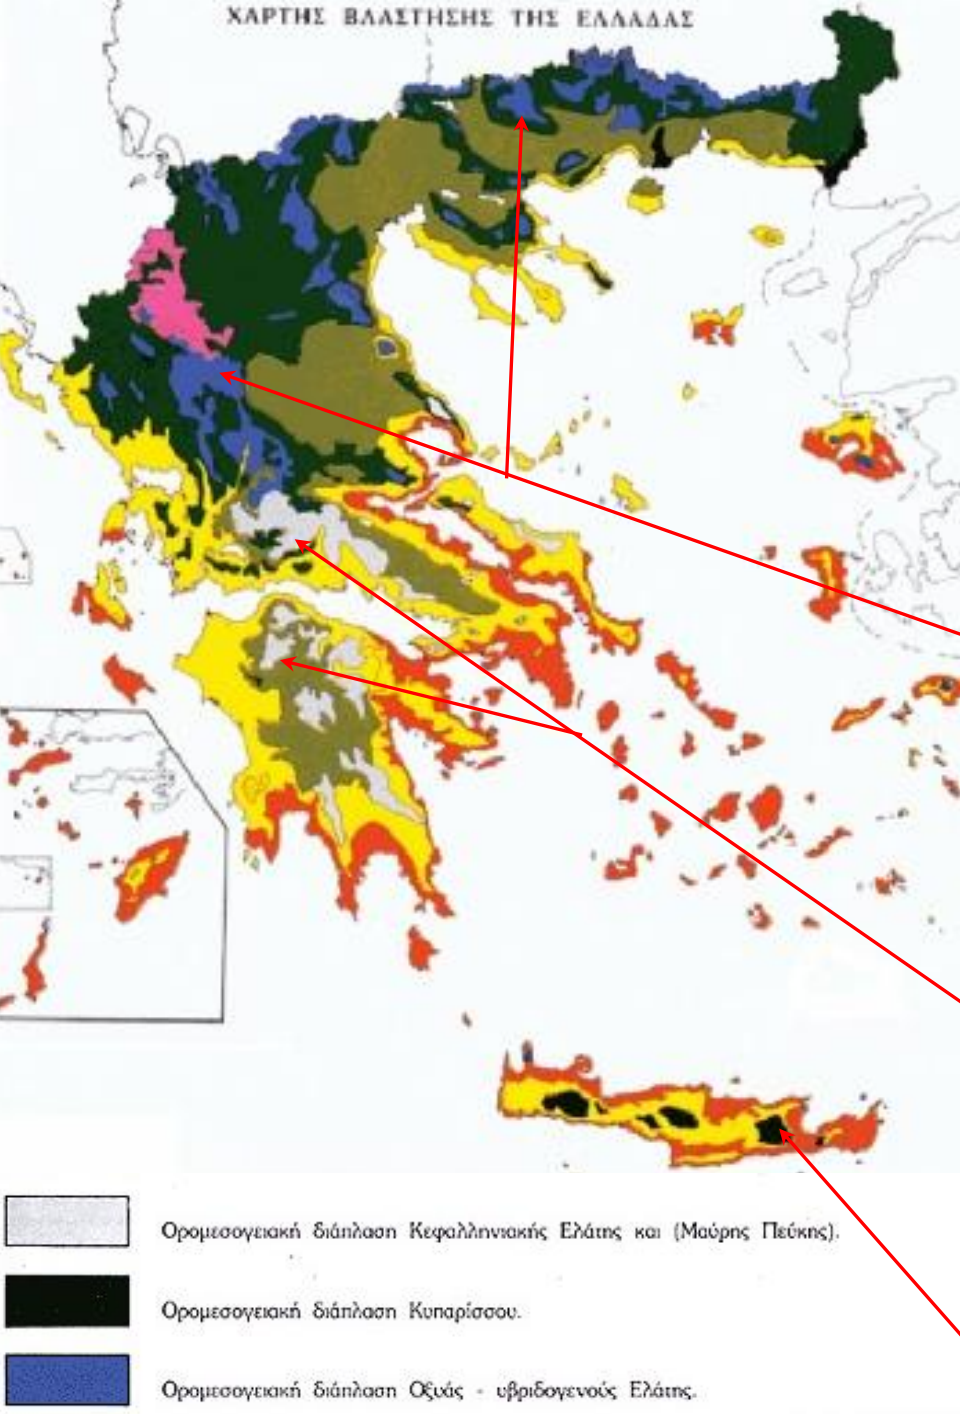 ΧΑΡΤΗΣ ΒΛΑΣΤΗΣΗΣ ΤΗΣ ΕΛΛΑΔΑΣ
Ορομεσογειακή διάπλαση Κεφαλληνιακής Ελάτης και (Μαύρης Πεύκης).
Ορομεσογειακή διάπλαση Κυπαρίσσου.
Ορομεσογειακή διάπλαση Οξυάς - υβριδογενούς Ελάτης.